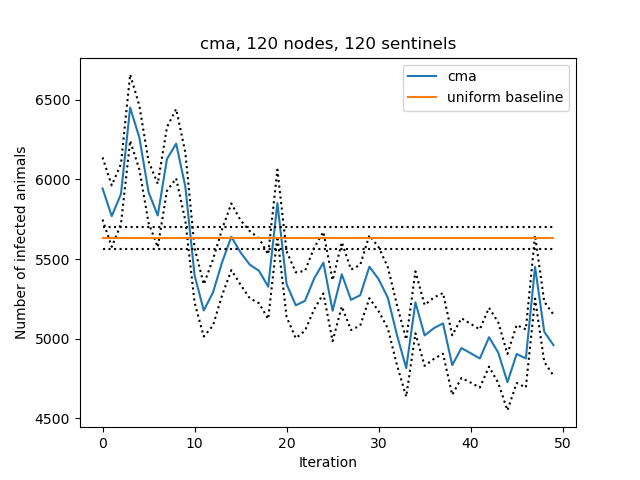 cma, 120 nodes, 120 sentinels
cma
uniform baseline
Number of infected animals
6500
6000
5500
5000
4500
0 10 20 30 40 50
Iteration